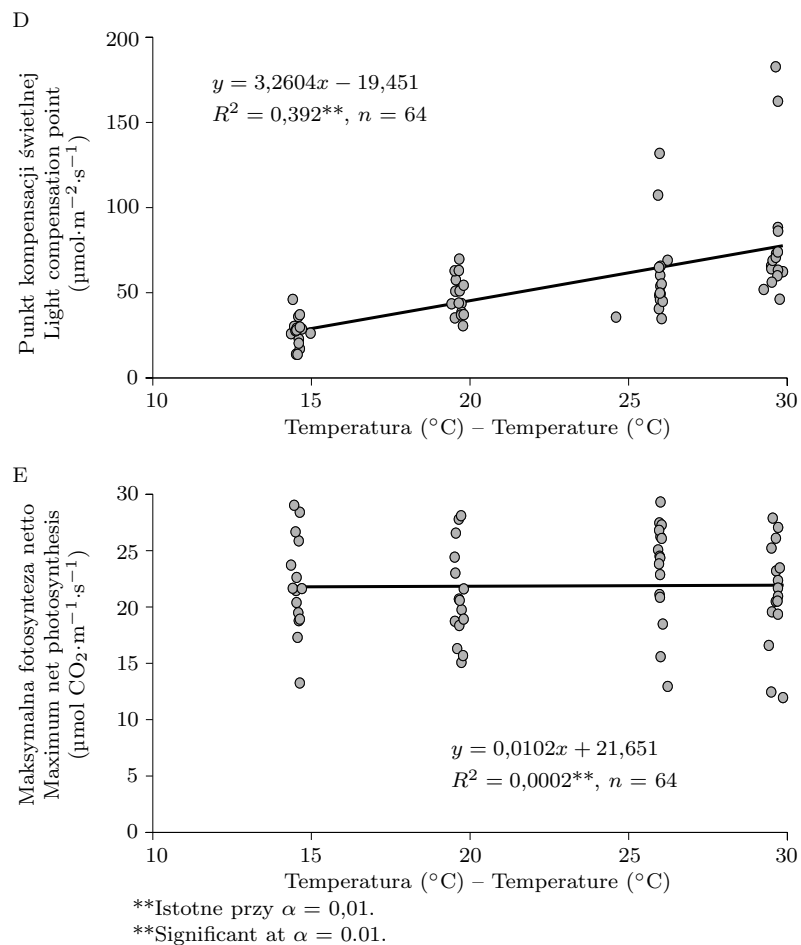 D
Punkt kompensacji świetlnej
Light compensation point
(µmol·m⁻²·s⁻¹)
200
150
100
50
0
y = 3,2604x − 19,451
R² = 0,392**, n = 64
10 15 20 25 30
Temperatura (°C) – Temperature (°C)
E
Maksymalna fotosynteza netto
Maximum net photosynthesis
(µmol CO₂·m⁻¹·s⁻¹)
30
25
20
15
10
5
0
y = 0,0102x + 21,651
R² = 0,0002**, n = 64
10 15 20 25 30
Temperatura (°C) – Temperature (°C)
**Istotne przy α = 0,01.
**Significant at α = 0.01.